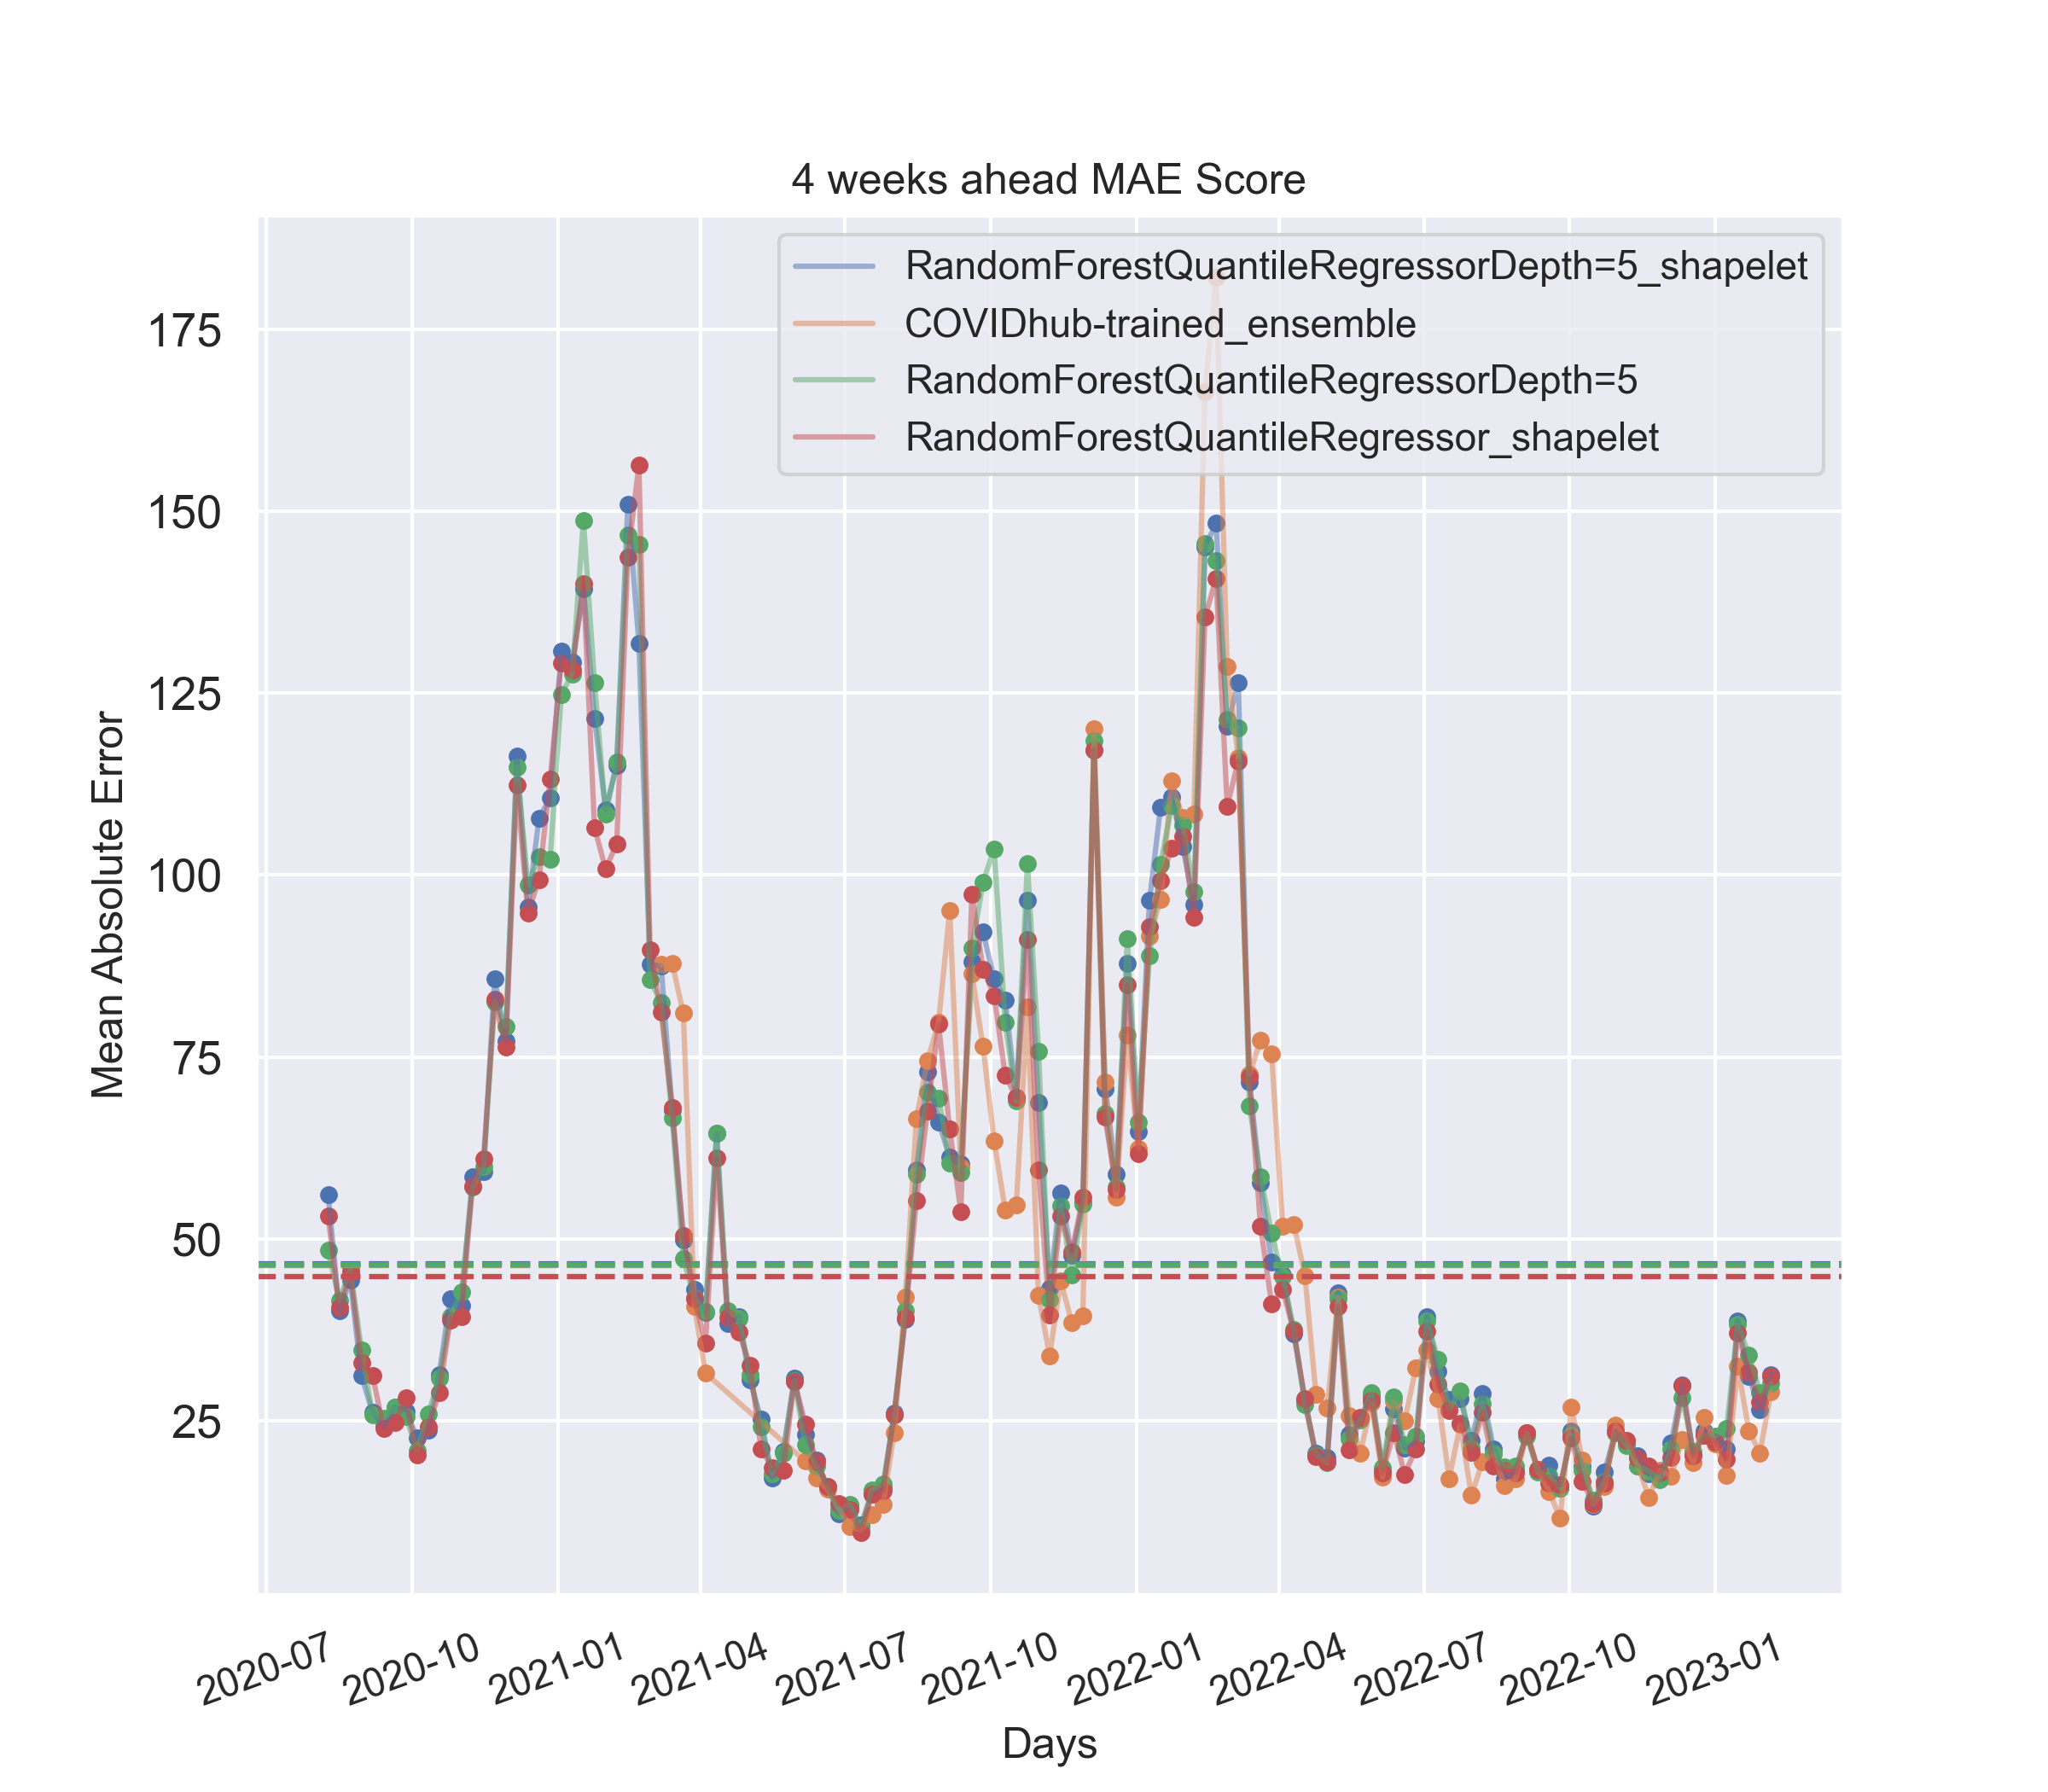 4 weeks ahead MAE Score
RandomForestQuantileRegressorDepth=5_shapelet
COVIDhub-trained_ensemble
RandomForestQuantileRegressorDepth=5
RandomForestQuantileRegressor_shapelet
Mean Absolute Error
175
150
125
100
75
50
25
2020-07
2020-10
2021-01
2021-04
2021-07
2021-10
2022-01
2022-04
2022-07
2022-10
2023-01
Days